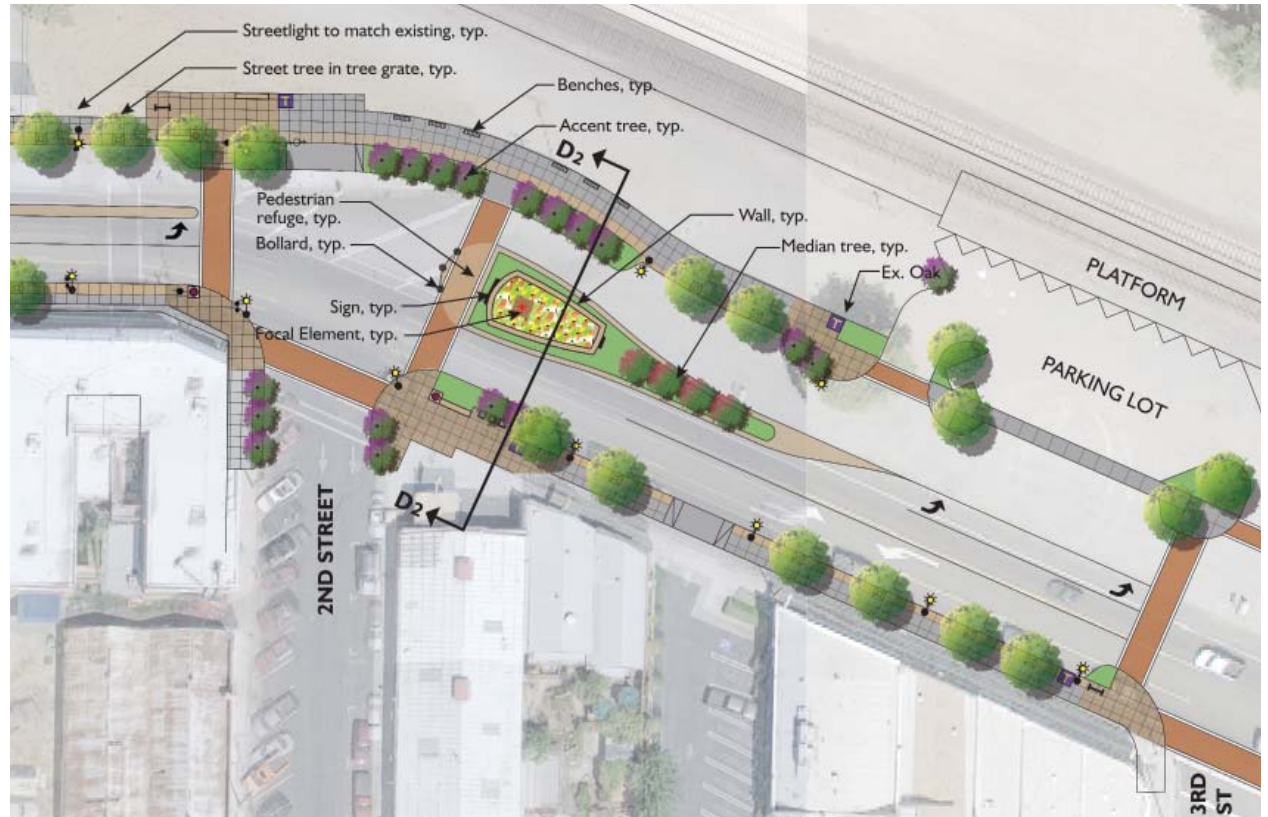 Streetlight to match existing, typ.
Street tree in tree grate, typ.
Benches, typ.
Accent tree, typ.
D2
Pedestrian
refuge, typ.
Bollard, typ.
Wall, typ.
Median tree, typ.
Ex. Oak
PLATFORM
Sign, typ.
Focal Element, typ.
PARKING LOT
D2
2ND STREET
3RD
ST
T
T
T
T